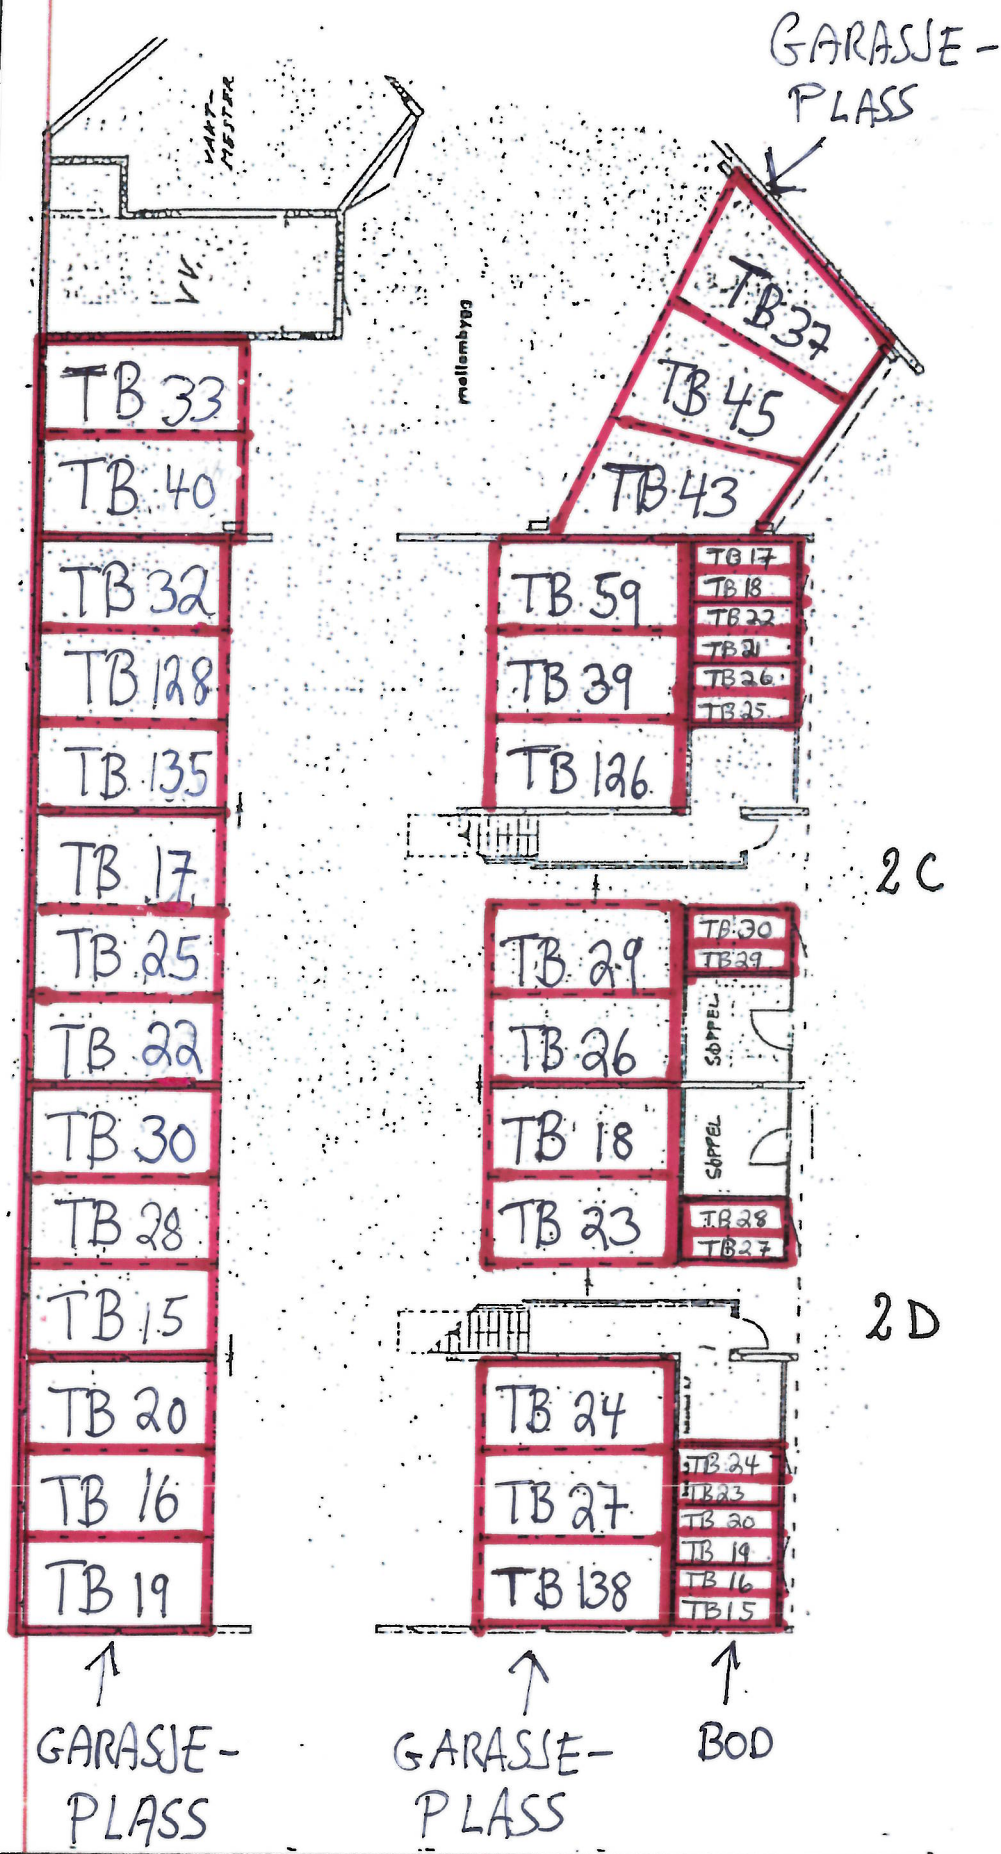 GARASJE-
PLASS
VAKT-
MESTER
VV.
mellombygg
TB 37
TB 45
TB 43
TB 33
TB 40
TB 32
TB 128
TB 135
TB 17
TB 25
TB 22
TB 30
TB 28
TB 15
TB 20
TB 16
TB 19
GARASJE-
PLASS
TB 59
TB 39
TB 126
TB 29
TB 26
TB 18
TB 23
TB 24
TB 27
TB 138
GARASJE-
PLASS
TB 17
TB 18
TB 22
TB 21
TB 26
TB 25
2C
TB 30
TB 29
SØPPEL
SØPPEL
TB 28
TB 27
2D
TB 24
TB 23
TB 20
TB 19
TB 16
TB 15
BOD